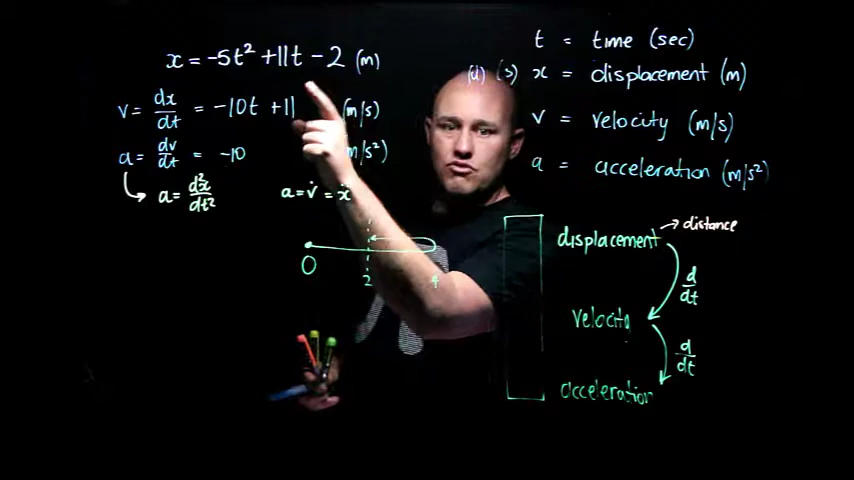 x = -5t² + 11t - 2 (m)
v = dx/dt = -10t + 11 (m/s)
a = dv/dt = -10 (m/s²)
a = d²x/dt²
a = v̇ = ẍ
0
2
4
t = time (sec)
(d) (s) x = displacement (m)
v = velocity (m/s)
a = acceleration (m/s²)
displacement → distance
d/dt
velocity
d/dt
acceleration